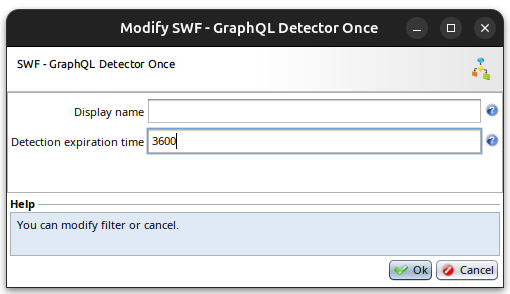 Modify SWF - GraphQL Detector Once
SWF - GraphQL Detector Once
Display name
Detection expiration time 3600
Help
You can modify filter or cancel.
Ok Cancel